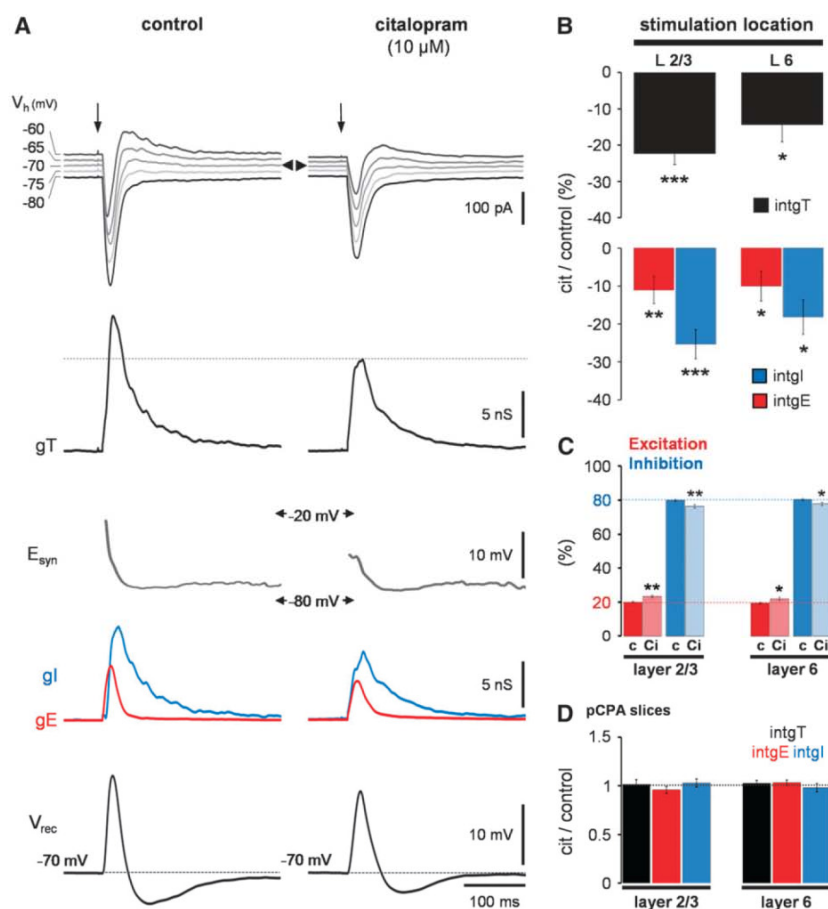 A
control
citalopram
(10 µM)
Vh (mV)
-60
-65
-70
-75
-80
100 pA
gT
5 nS
-20 mV
Esyn
10 mV
-80 mV
gI
gE
5 nS
Vrec
10 mV
-70 mV
-70 mV
100 ms
B
stimulation location
L 2/3
L 6
0
-10
-20
-30
-40
***
*
intgT
cit / control (%)
0
-10
-20
-30
-40
**
***
*
*
intgI
intgE
C
Excitation
Inhibition
100
80
60
40
20
0
(%)
**
**
*
*
c Ci c Ci
c Ci c Ci
layer 2/3
layer 6
D pCPA slices
intgT
intgE intgI
1.5
1
0.5
0
cit / control
layer 2/3
layer 6